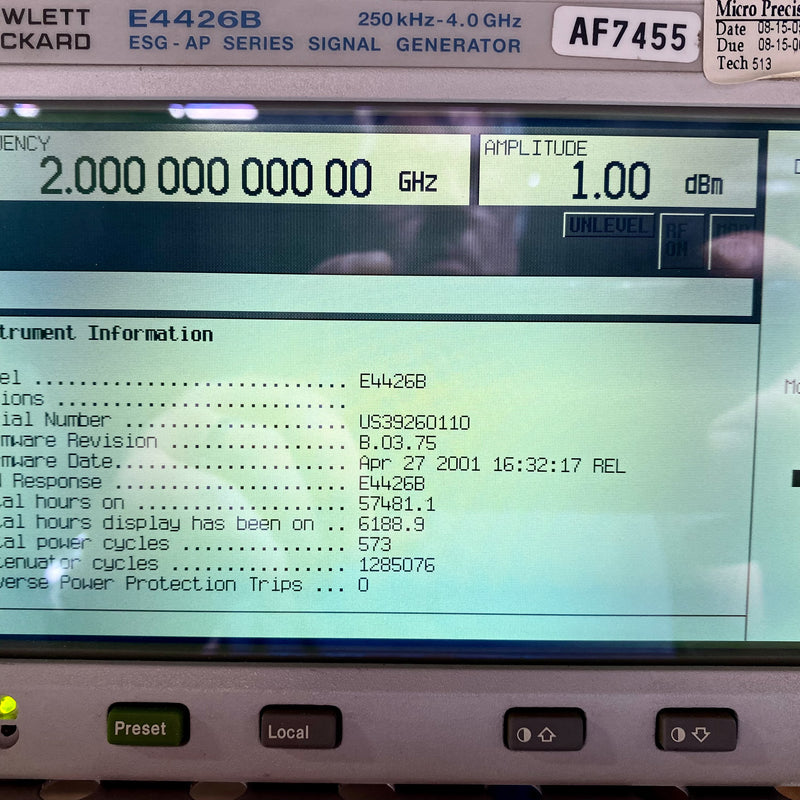 WLETT
CKARD
E4426B
250 kHz-4.0 GHz
ESG-AP SERIES SIGNAL GENERATOR
AF7455
Micro Precis
Date 08-15-0
Due 08-15-0
Tech 513
UENCY
2.000 000 000 00 GHz
AMPLITUDE
1.00 dBm
UNLEVEL
RF
ON
MOD
trument Information
el .............................. E4426B
ions ..............................
ial Number ...................... US39260110
mware Revision .................. B.03.75
mware Date....................... Apr 27 2001 16:32:17 REL
Response ....................... E4426B
al hours on ..................... 57481.1
al hours display has been on .. 6188.9
al power cycles ................. 573
tenuator cycles ................. 1285076
verse Power Protection Trips ... 0
Preset
Local